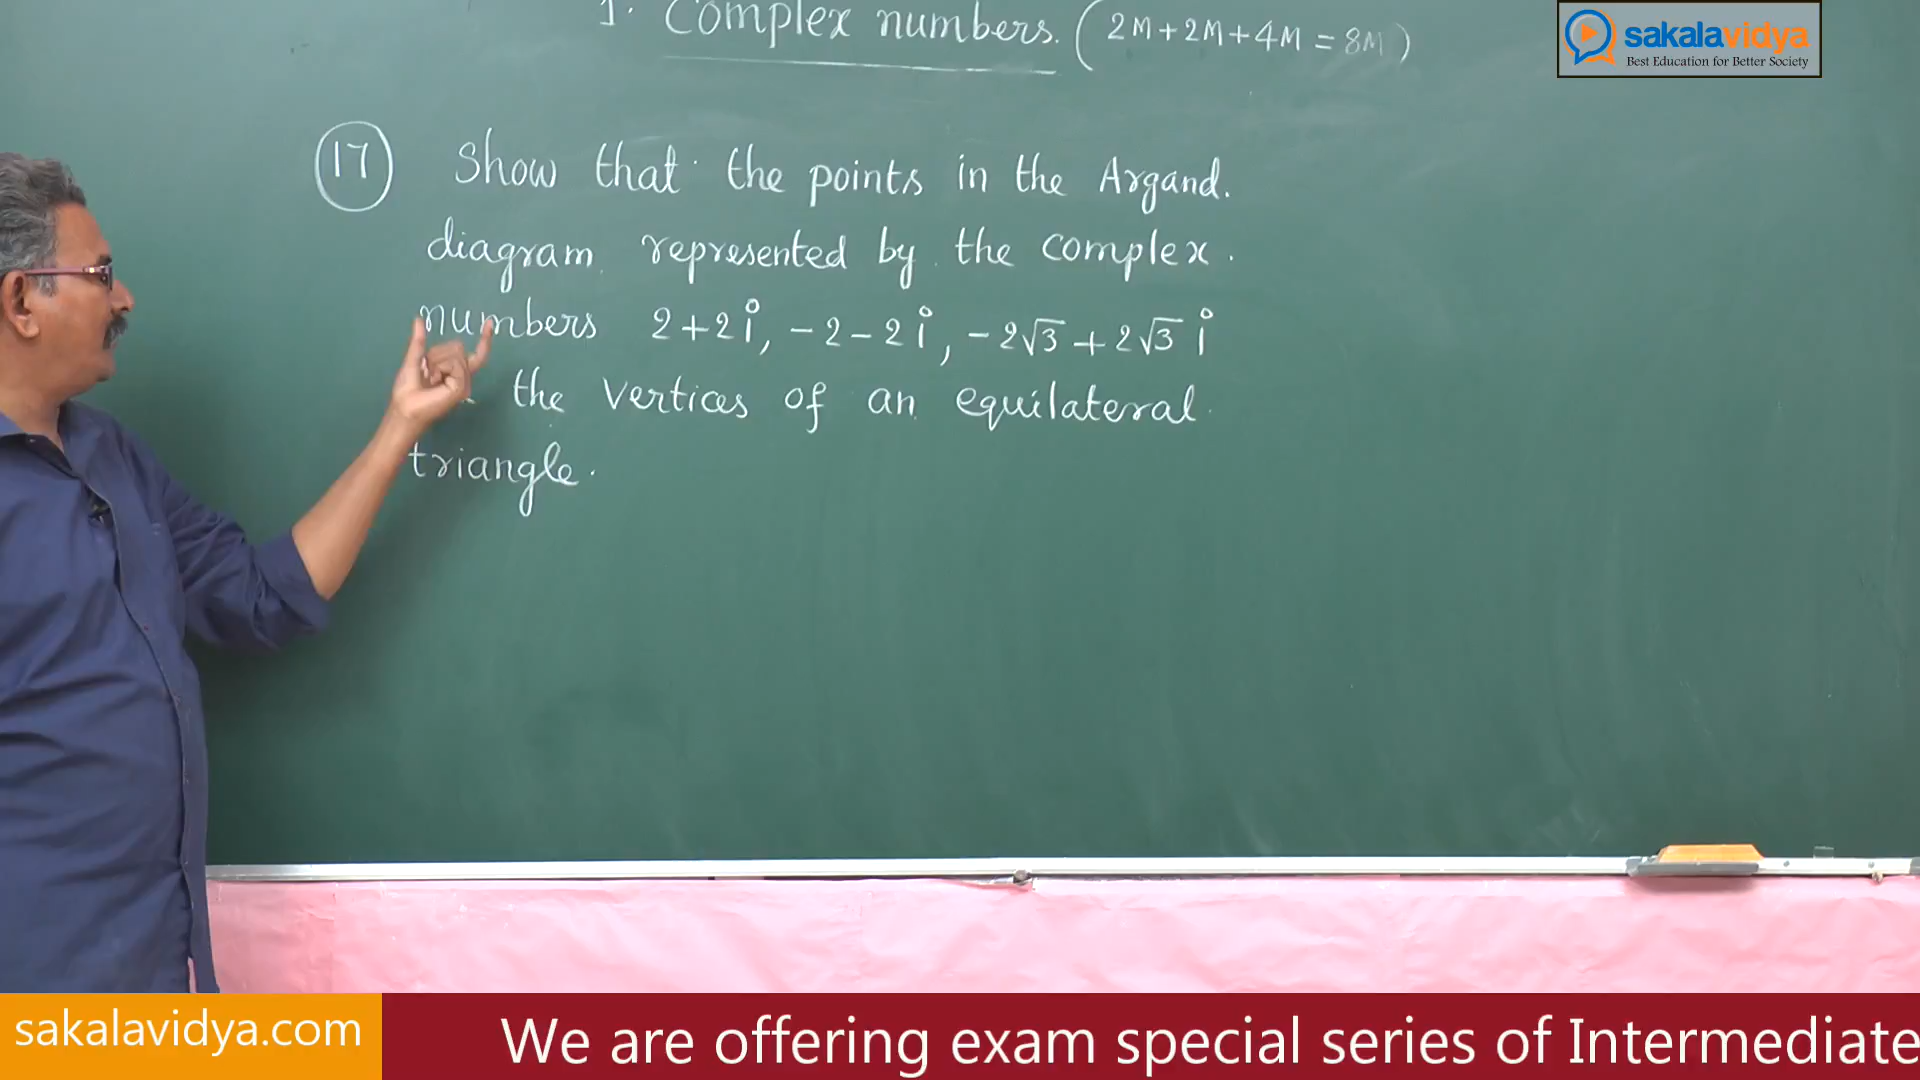 1. Complex numbers. (2M+2M+4M=8M)
sakalavidya
Best Education for Better Society
17 Show that the points in the Argand.
diagram represented by the complex.
numbers 2+2i, -2-2i, -2√3+2√3 i
the vertices of an equilateral
triangle.
sakalavidya.com
We are offering exam special series of Intermediate